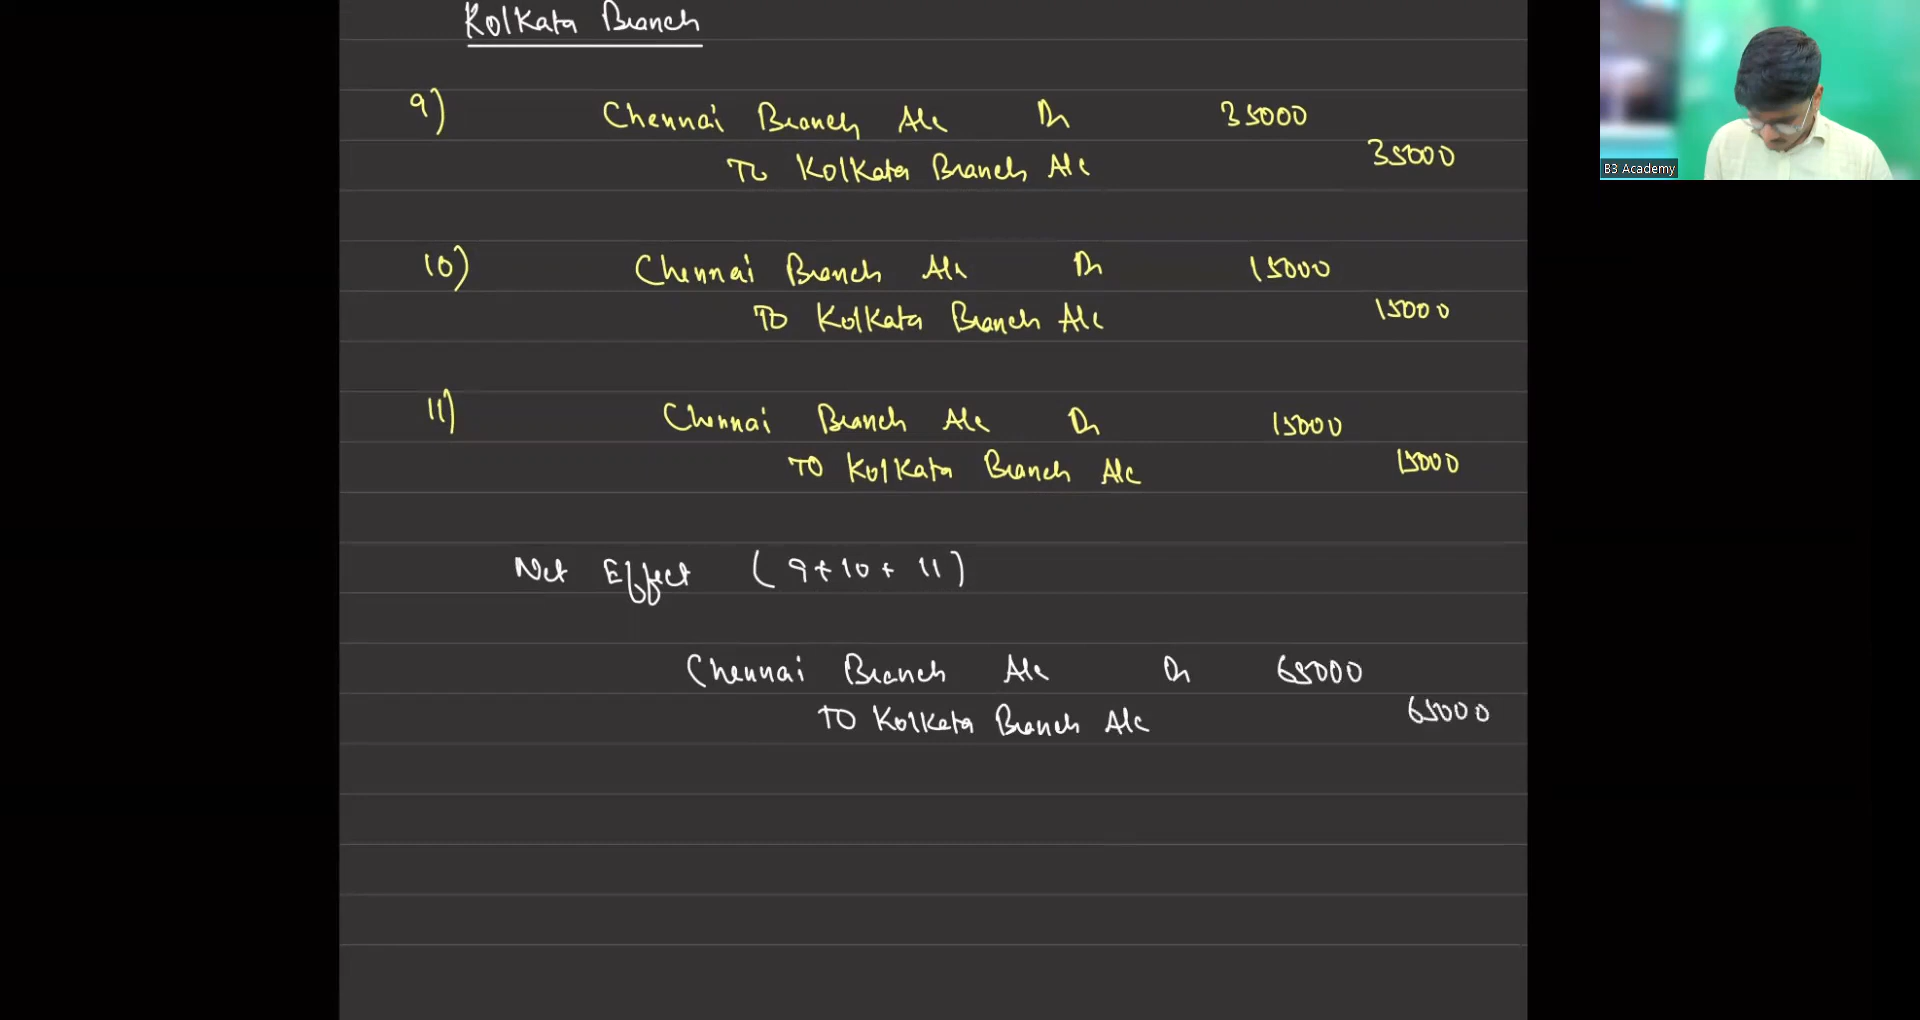 Kolkata Branch
9) Chennai Branch A/c Dr 35000
To Kolkata Branch A/c 35000
10) Chennai Branch A/c Dr 15000
To Kolkata Branch A/c 15000
11) Chennai Branch A/c Dr 15000
To Kolkata Branch A/c 15000
Net Effect (9+10+11)
Chennai Branch A/c Dr 65000
To Kolkata Branch A/c 65000
B3 Academy